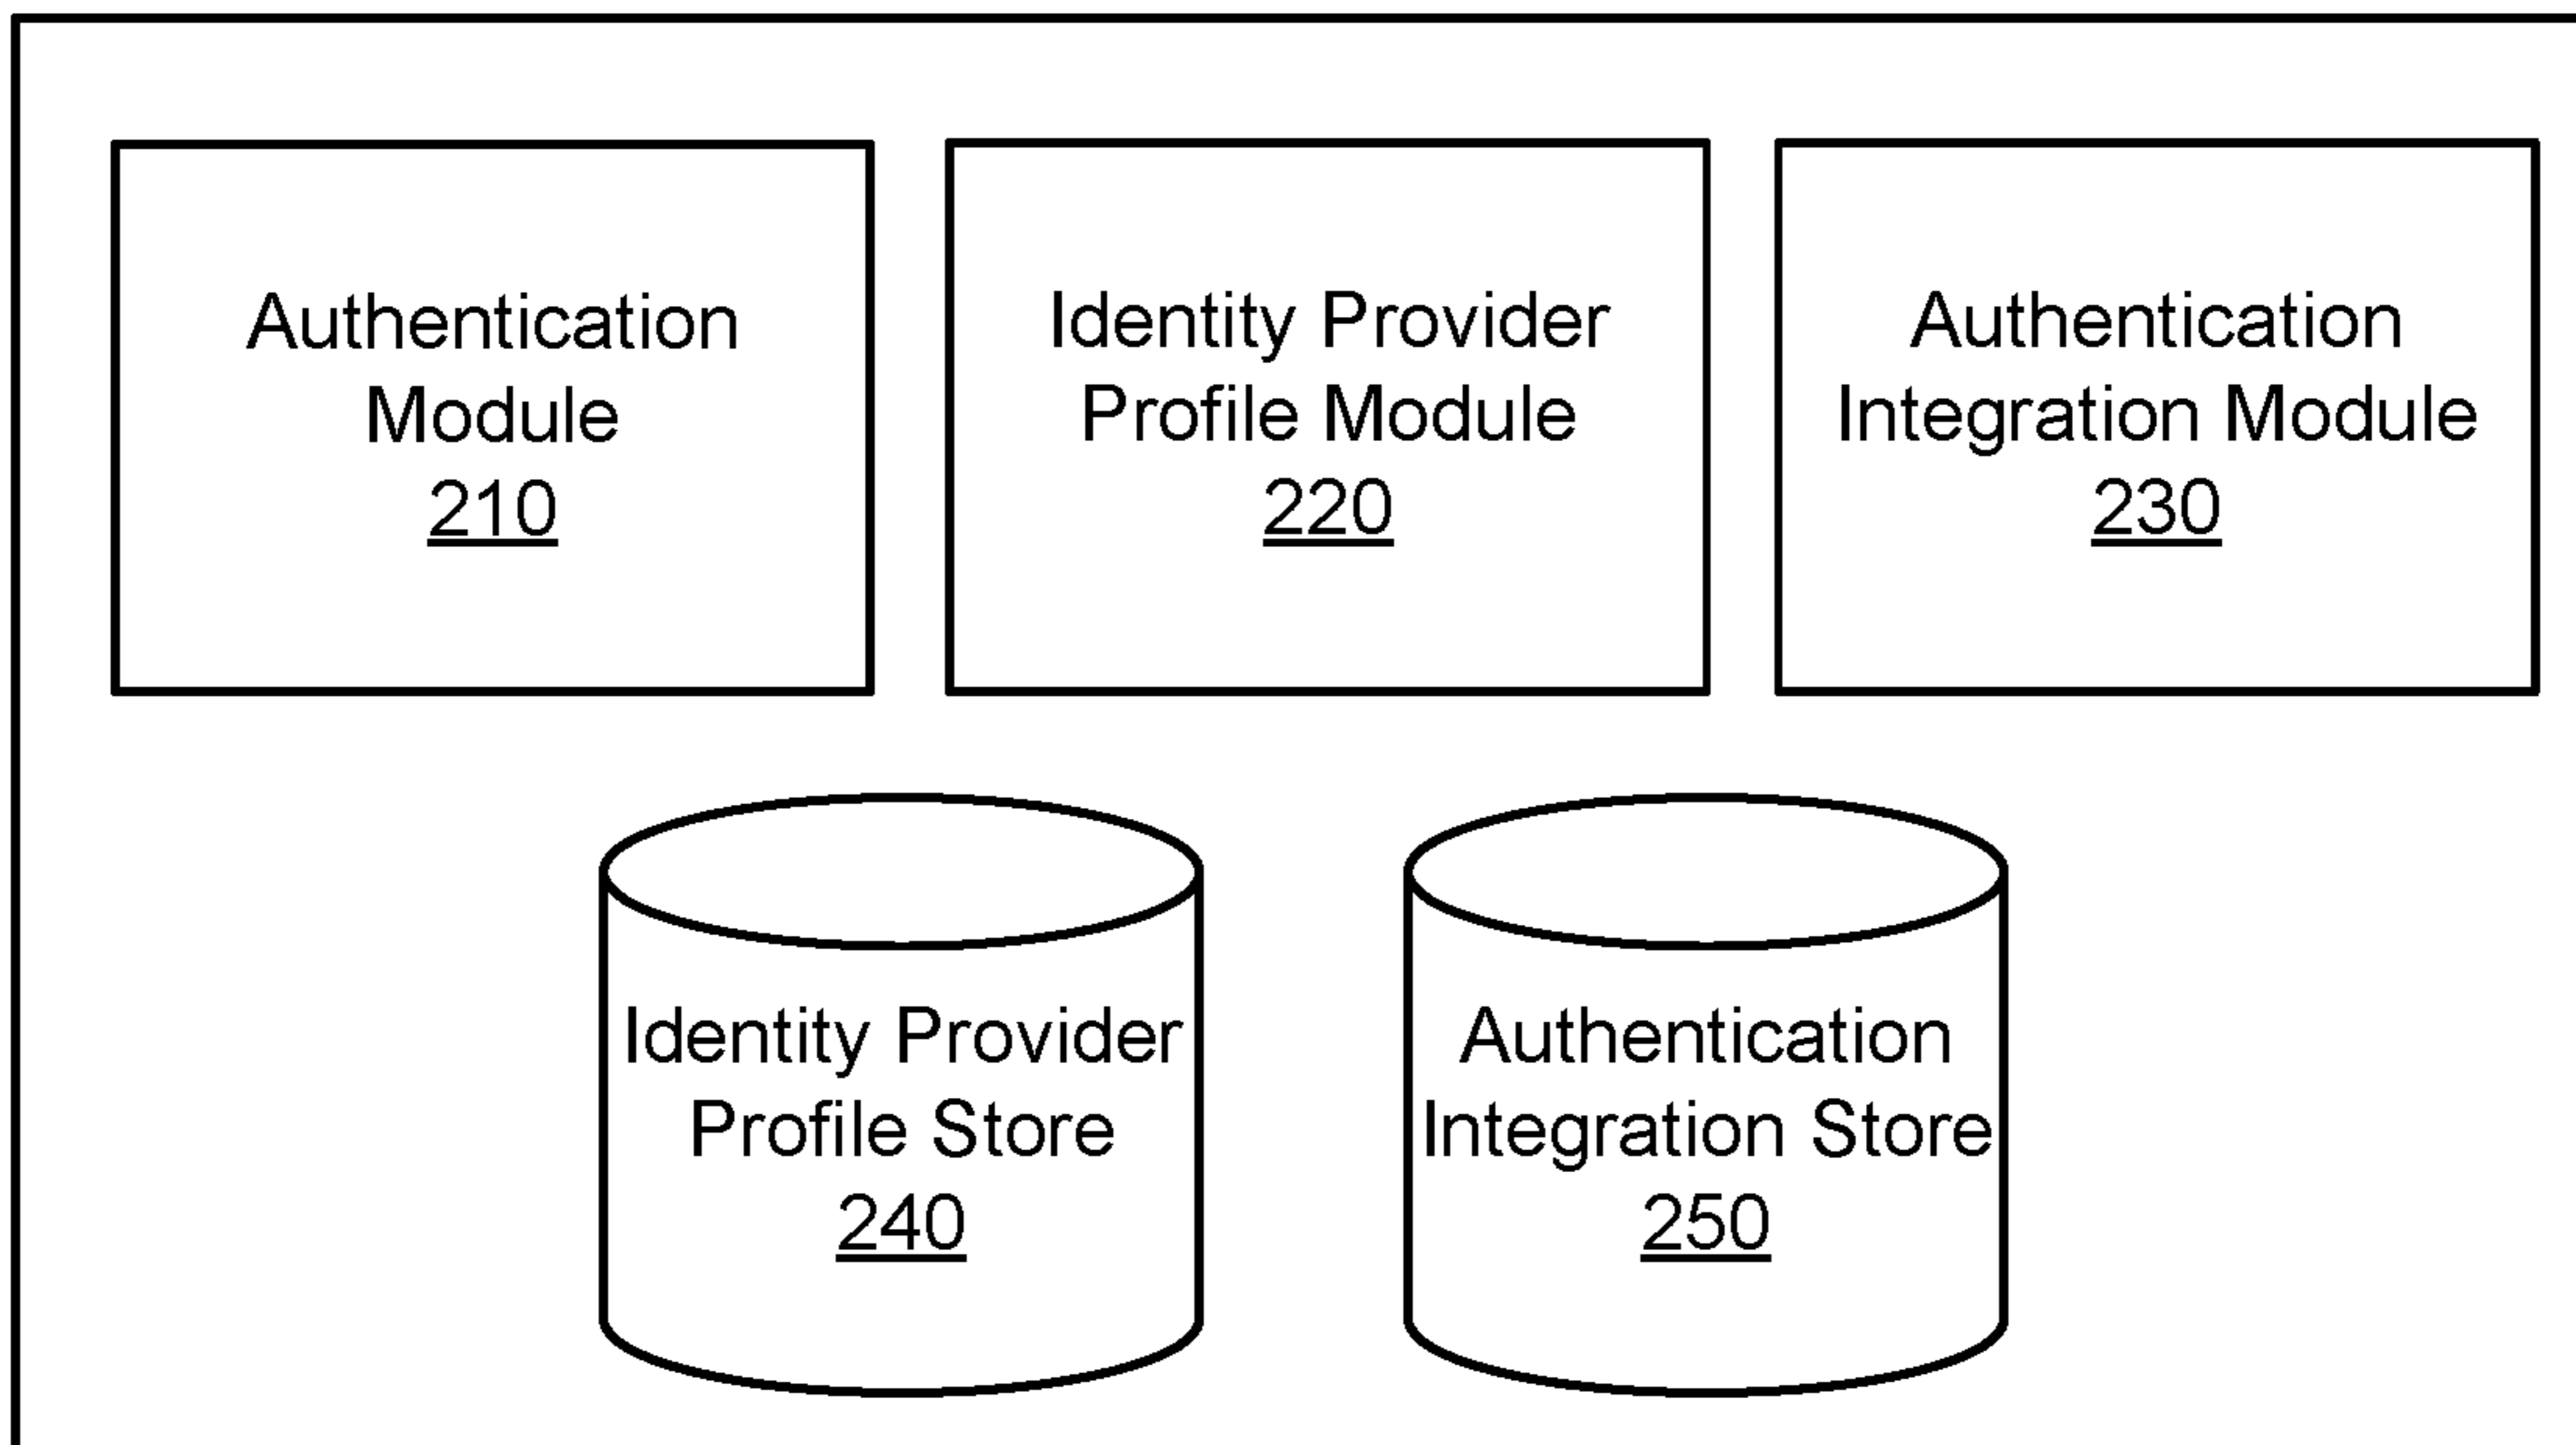 Authentication
Module
210
Identity Provider
Profile Module
220
Authentication
Integration Module
230
Identity Provider
Profile Store
240
Authentication
Integration Store
250